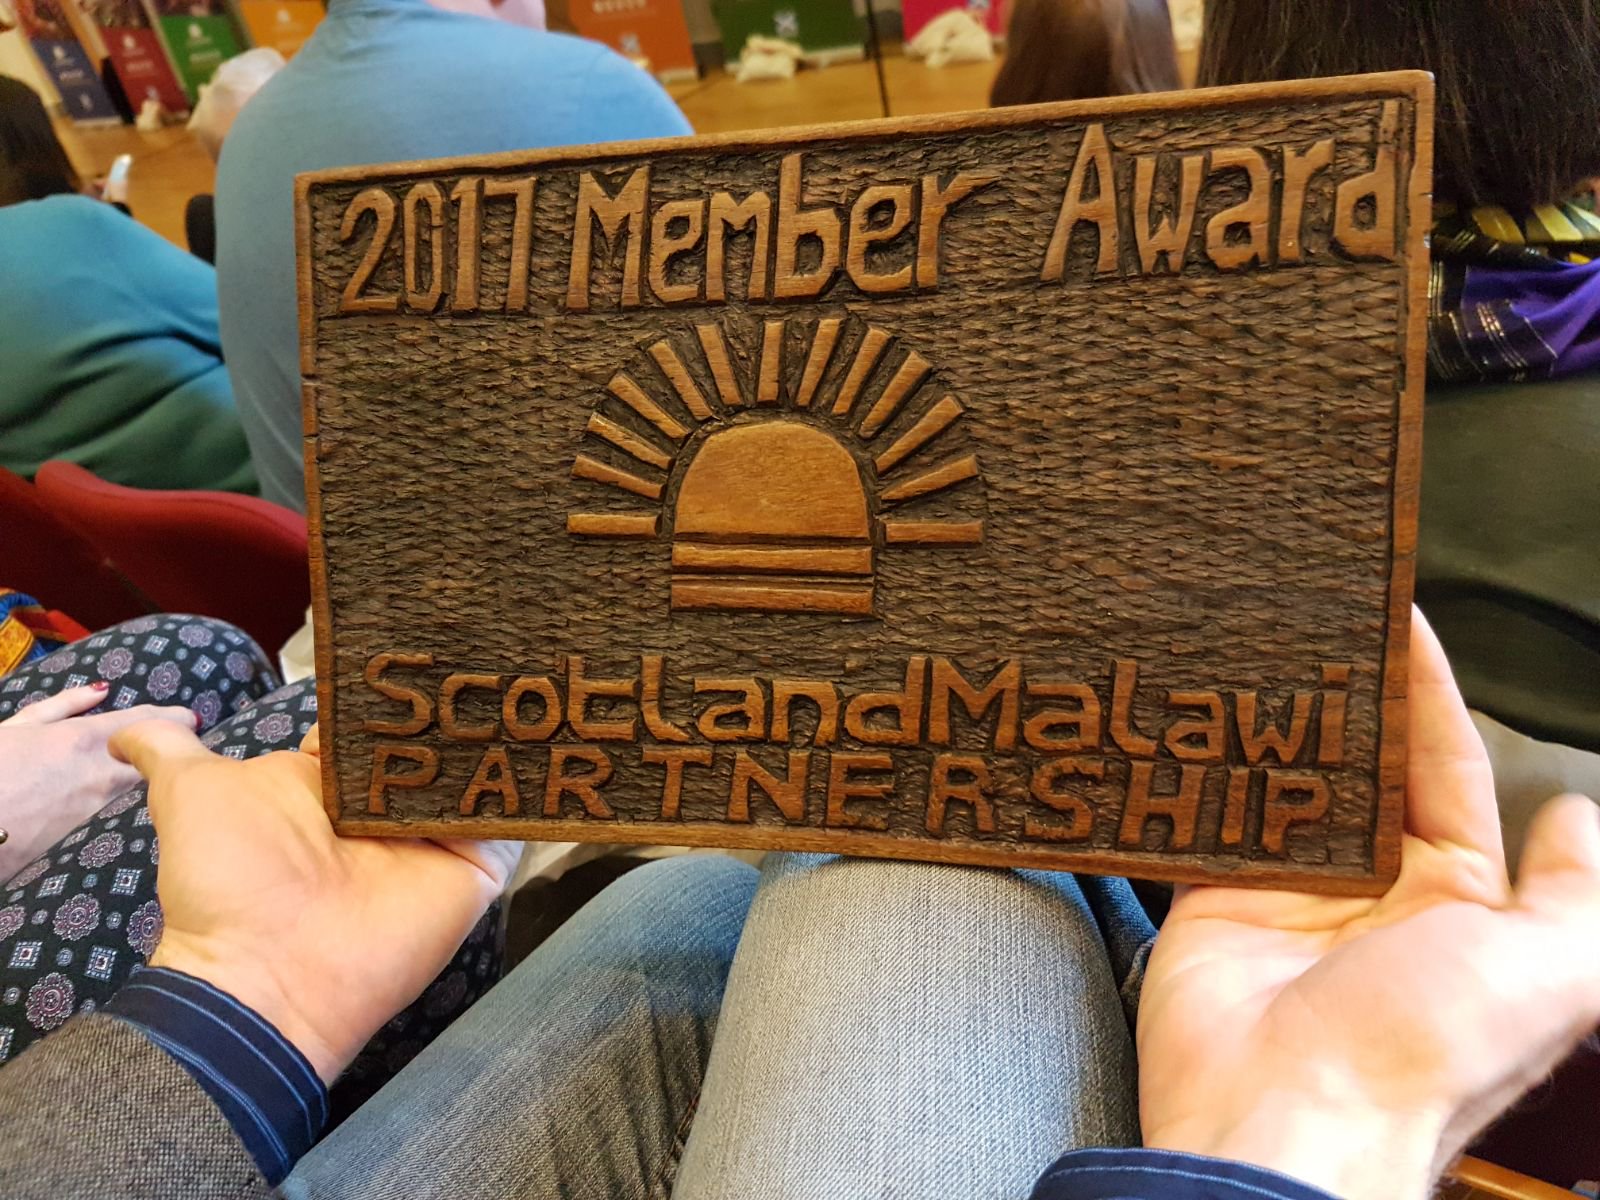 2017 Member Award
ScotlandMalawi
PARTNERSHIP